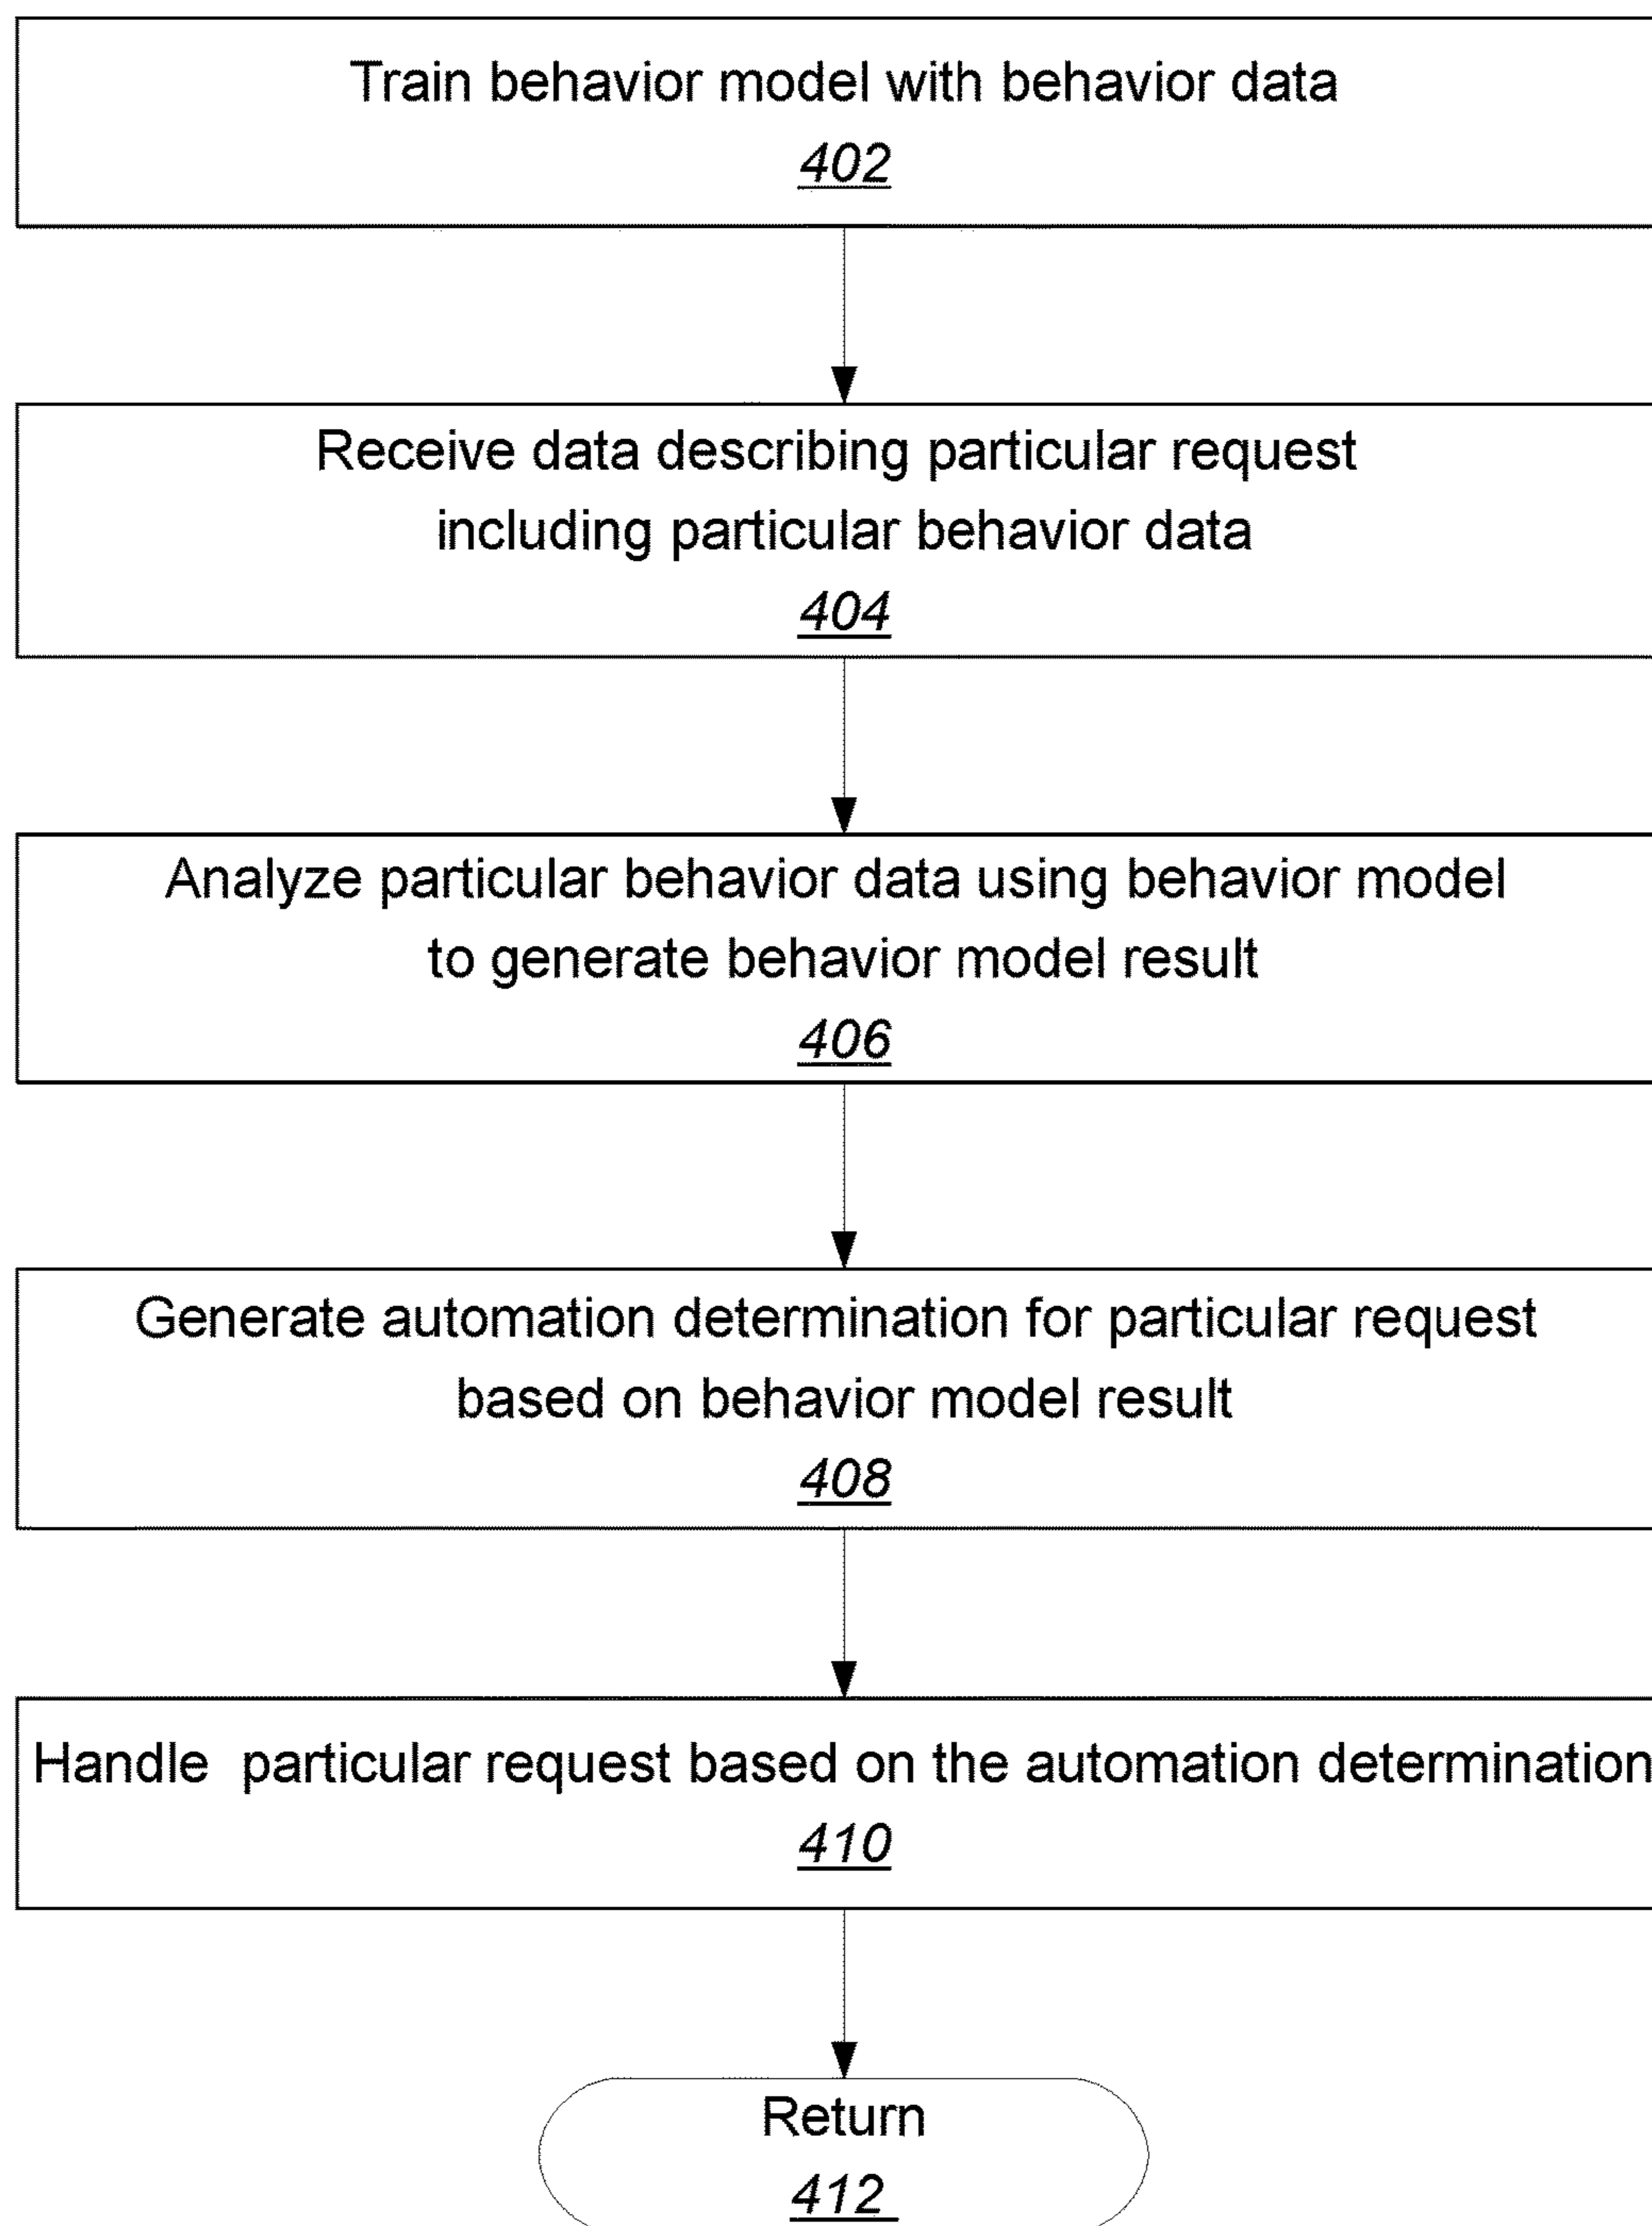 Train behavior model with behavior data
402
Receive data describing particular request
including particular behavior data
404
Analyze particular behavior data using behavior model
to generate behavior model result
406
Generate automation determination for particular request
based on behavior model result
408
Handle particular request based on the automation determination
410
Return
412